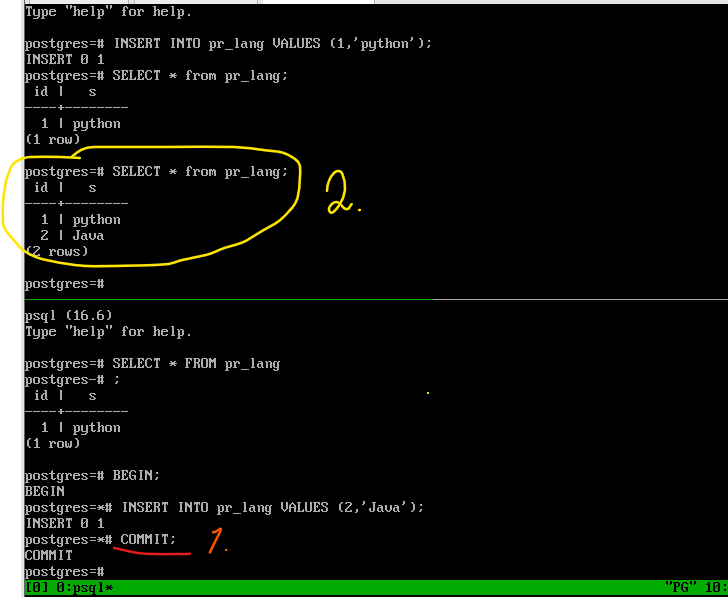 Type "help" for help.
postgres=# INSERT INTO pr_lang VALUES (1,'python');
INSERT 0 1
postgres=# SELECT * from pr_lang;
 id |   s
----+--------
  1 | python
(1 row)
postgres=# SELECT * from pr_lang;
 id |   s
----+--------
  1 | python
  2 | Java
(2 rows)
2.
postgres=#
psql (16.6)
Type "help" for help.
postgres=# SELECT * FROM pr_lang
postgres-# ;
 id |   s
----+--------
  1 | python
(1 row)
postgres=# BEGIN;
BEGIN
postgres=*# INSERT INTO pr_lang VALUES (2,'Java');
INSERT 0 1
postgres=*# COMMIT; 1.
COMMIT
postgres=#
[0] 0:psql* "PG" 10: